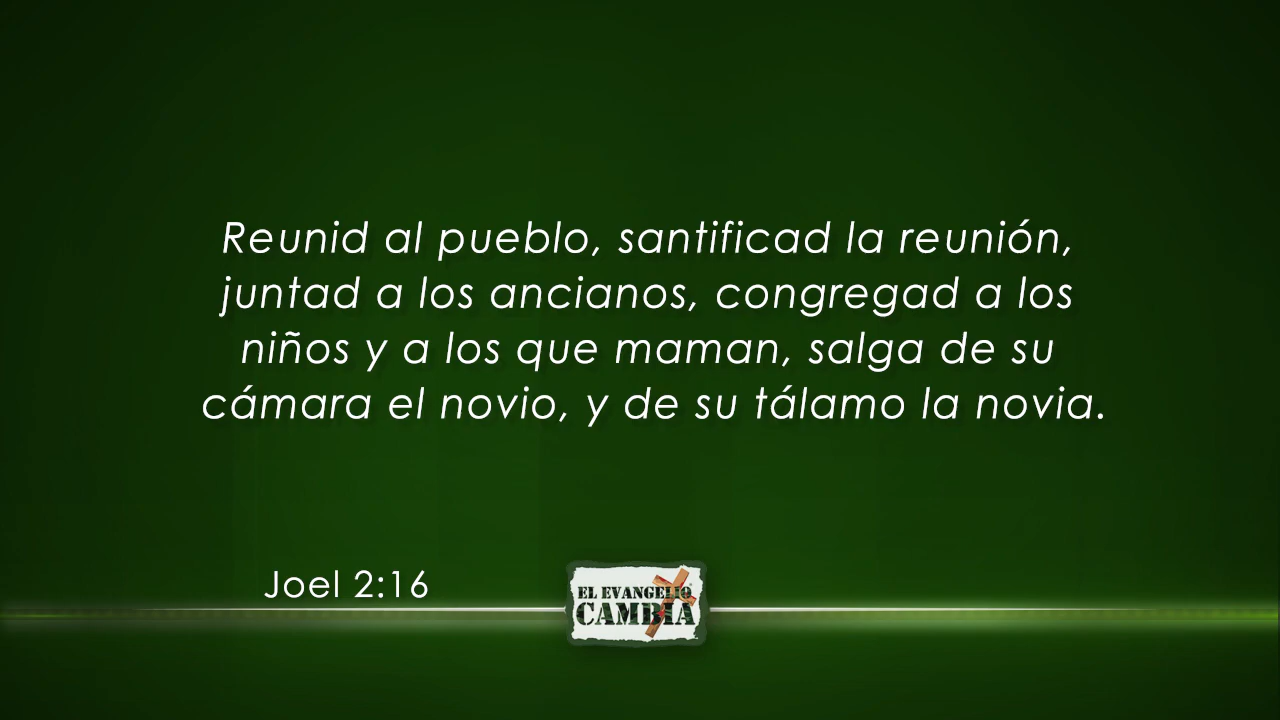 Reunid al pueblo, santificad la reunión,
juntad a los ancianos, congregad a los
niños y a los que maman, salga de su
cámara el novio, y de su tálamo la novia.
Joel 2:16
EL EVANGELIO
CAMBIA